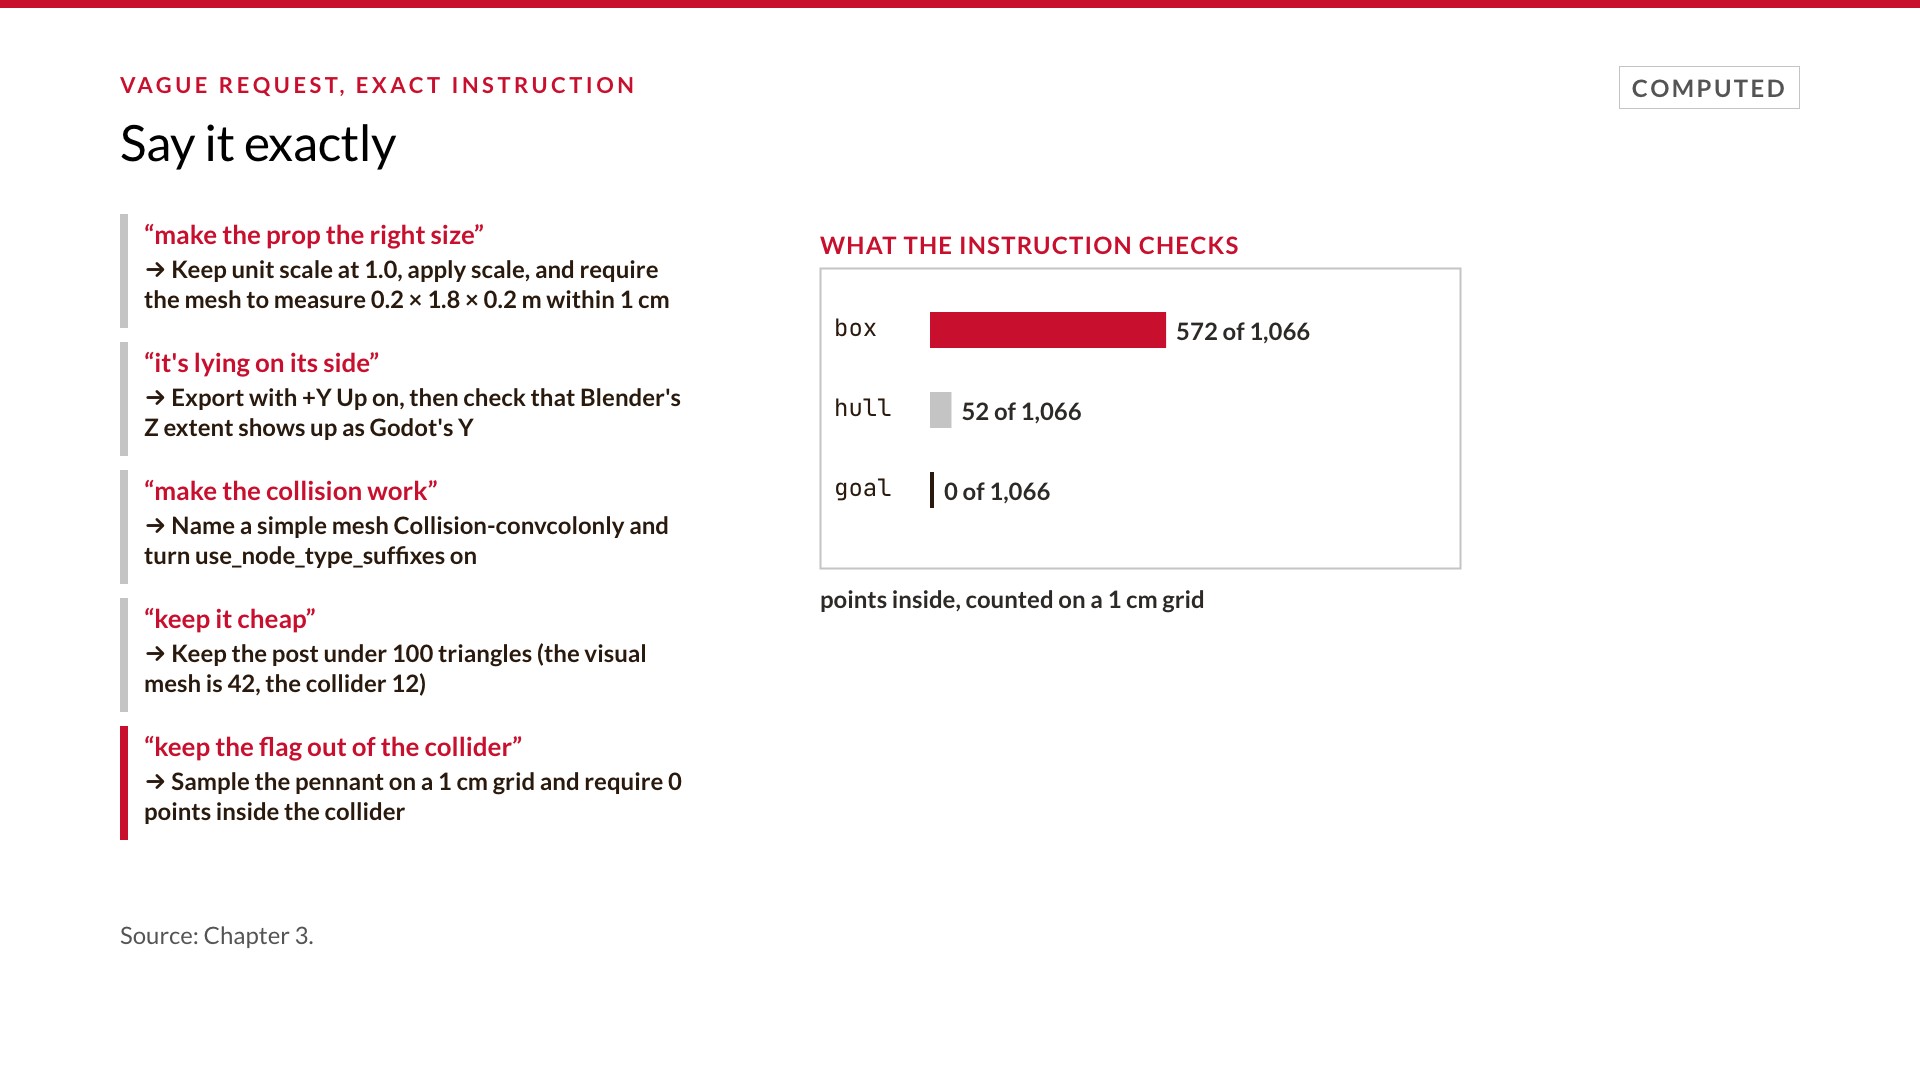 VAGUE REQUEST, EXACT INSTRUCTION
COMPUTED
Say it exactly
“make the prop the right size”
→ Keep unit scale at 1.0, apply scale, and require
the mesh to measure 0.2 × 1.8 × 0.2 m within 1 cm
“it's lying on its side”
→ Export with +Y Up on, then check that Blender's
Z extent shows up as Godot's Y
“make the collision work”
→ Name a simple mesh Collision-convcolonly and
turn use_node_type_suffixes on
“keep it cheap”
→ Keep the post under 100 triangles (the visual
mesh is 42, the collider 12)
“keep the flag out of the collider”
→ Sample the pennant on a 1 cm grid and require 0
points inside the collider
WHAT THE INSTRUCTION CHECKS
box 572 of 1,066
hull 52 of 1,066
goal 0 of 1,066
points inside, counted on a 1 cm grid
Source: Chapter 3.